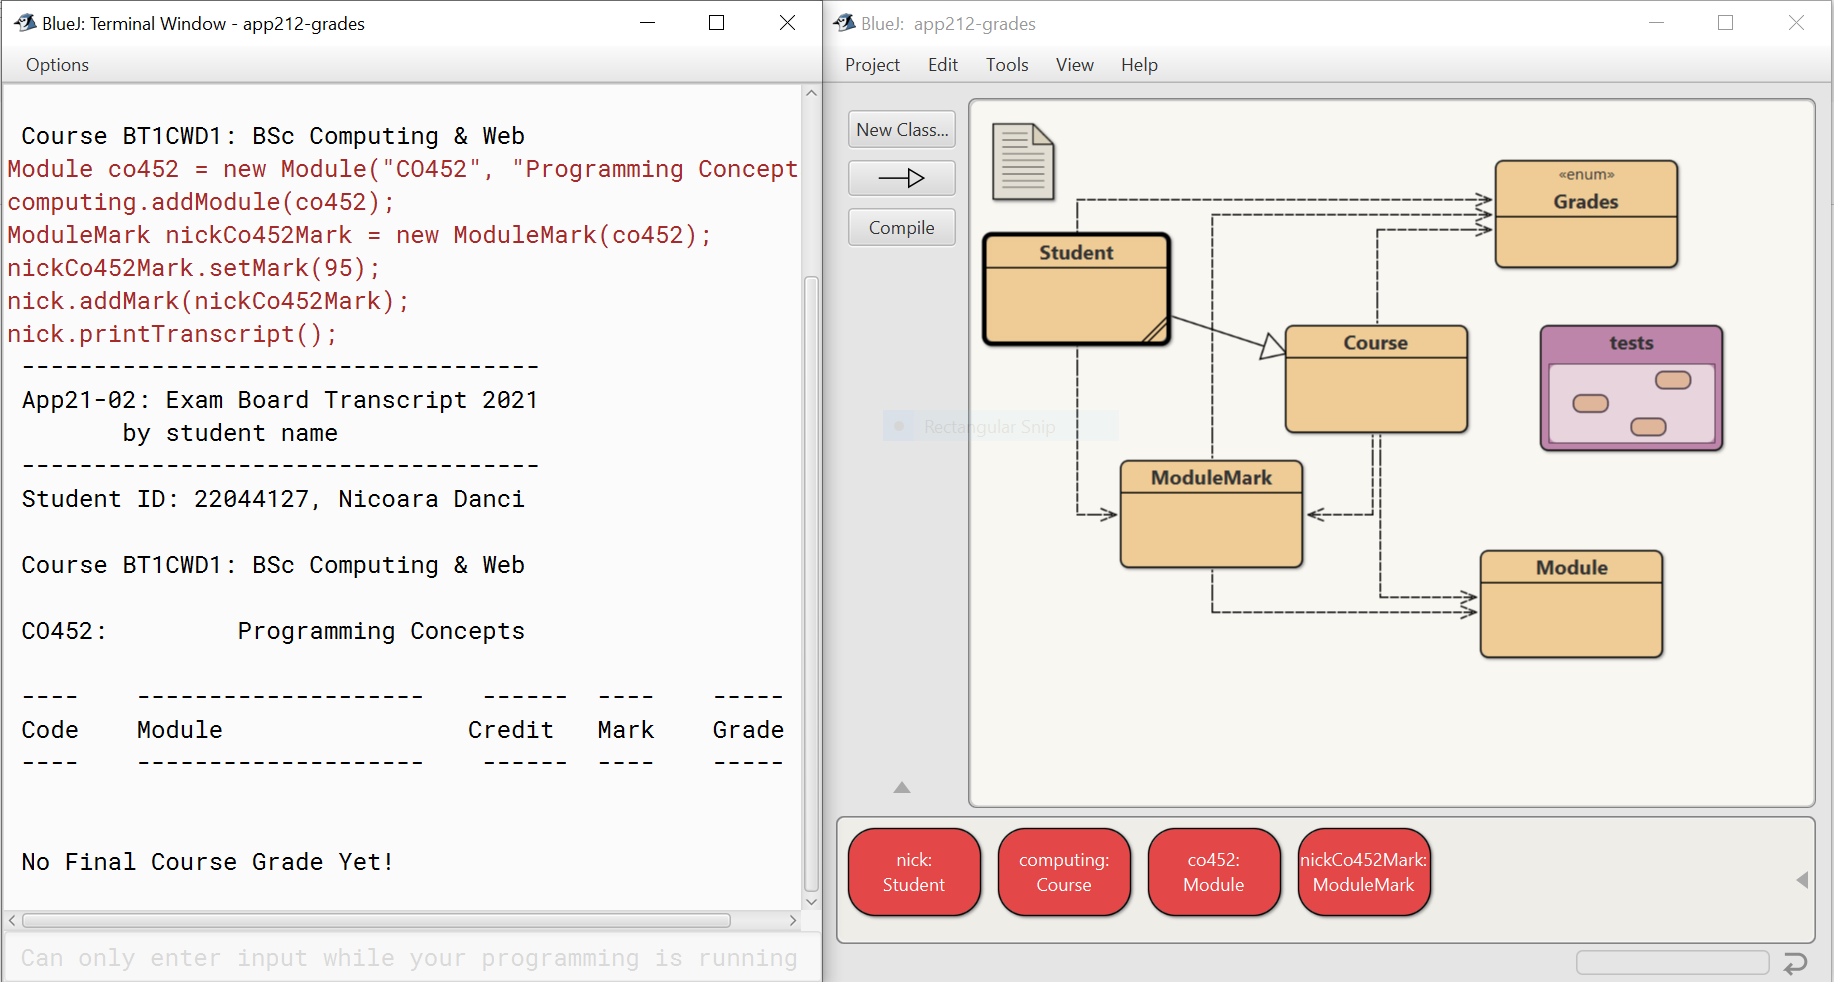 BlueJ: Terminal Window - app212-grades
Options
Course BT1CWD1: BSc Computing & Web
Module co452 = new Module("CO452", "Programming Concept
computing.addModule(co452);
ModuleMark nickCo452Mark = new ModuleMark(co452);
nickCo452Mark.setMark(95);
nick.addMark(nickCo452Mark);
nick.printTranscript();
------------------------------------
App21-02: Exam Board Transcript 2021
by student name
------------------------------------
Student ID: 22044127, Nicoara Danci
Course BT1CWD1: BSc Computing & Web
CO452: Programming Concepts
---- -------------------- ------ ---- -----
Code Module Credit Mark Grade
---- -------------------- ------ ---- -----
No Final Course Grade Yet!
Can only enter input while your programming is running
BlueJ: app212-grades
Project Edit Tools View Help
New Class...
Compile
«enum»
Grades
Student
Course
tests
Rectangular Snip
ModuleMark
Module
nick:
Student
computing:
Course
co452:
Module
nickCo452Mark:
ModuleMark